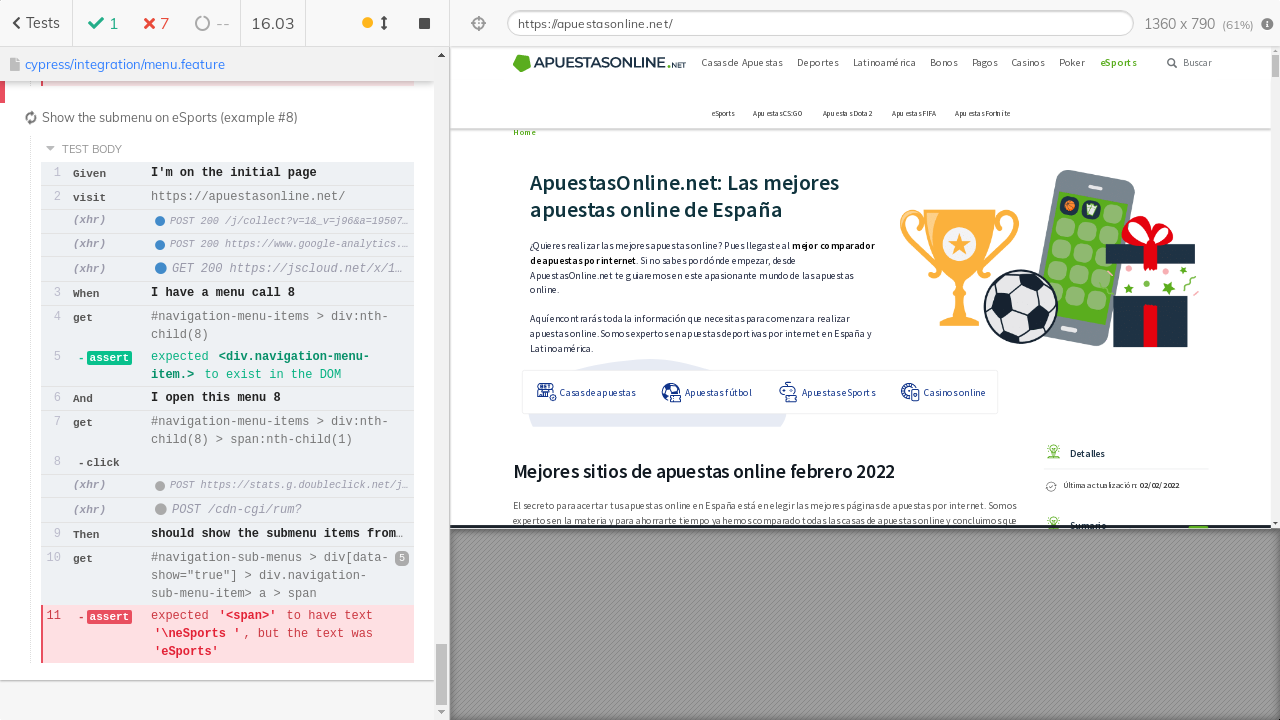 Tests
1
7
--
16.03
https://apuestasonline.net/
1360 x 790 (61%)
cypress/integration/menu.feature
Show the submenu on eSports (example #8)
TEST BODY
1 Given I'm on the initial page
2 visit https://apuestasonline.net/
(xhr) POST 200 /j/collect?v=1&_v=j96&a=19507…
(xhr) POST 200 https://www.google-analytics.…
(xhr) GET 200 https://jscloud.net/x/1…
3 When I have a menu call 8
4 get #navigation-menu-items > div:nth-
child(8)
5 -assert expected <div.navigation-menu-
item.> to exist in the DOM
6 And I open this menu 8
7 get #navigation-menu-items > div:nth-
child(8) > span:nth-child(1)
8 -click
(xhr) POST https://stats.g.doubleclick.net/j…
(xhr) POST /cdn-cgi/rum?
9 Then should show the submenu items from…
10 get #navigation-sub-menus > div[data- 5
show="true"] > div.navigation-
sub-menu-item> a > span
11 -assert expected '<span>' to have text
'\neSports ', but the text was
'eSports'
APUESTASONLINE.NET
Casas de Apuestas Deportes Latinoamérica Bonos Pagos Casinos Poker eSports Buscar
eSports Apuestas CS:GO Apuestas Dota 2 Apuestas FIFA Apuestas Fortnite
Home
ApuestasOnline.net: Las mejores
apuestas online de España
¿Quieres realizar las mejores apuestas online? Pues llegaste al mejor comparador
de apuestas por internet. Si no sabes por dónde empezar, desde
ApuestasOnline.net te guiaremos en este apasionante mundo de las apuestas
online.
Aquí encontrarás toda la información que necesitas para comenzar a realizar
apuestas online. Somos expertos en apuestas deportivas por internet en España y
Latinoamérica.
Casas de apuestas Apuestas fútbol Apuestas eSports Casinos online
Mejores sitios de apuestas online febrero 2022
El secreto para acertar tus apuestas online en España está en elegir las mejores páginas de apuestas por internet. Somos
expertos en la materia y para ahorrarte tiempo ya hemos comparado todas las casas de apuestas online y concluimos que
Detalles
Última actualización: 02/02/2022
Sumario